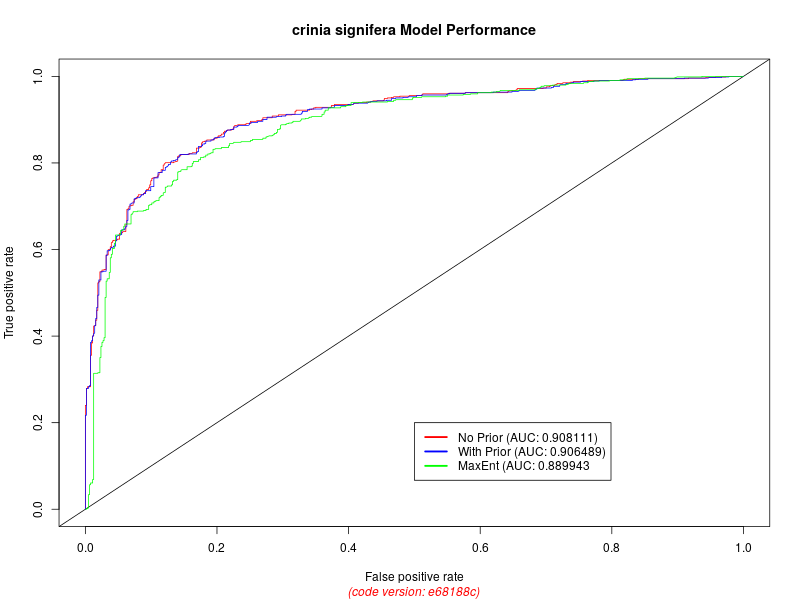 crinia signifera Model Performance
True positive rate
1.0
0.8
0.6
0.4
0.2
0.0
No Prior (AUC: 0.908111)
With Prior (AUC: 0.906489)
MaxEnt (AUC: 0.889943
0.0 0.2 0.4 0.6 0.8 1.0
False positive rate
(code version: e68188c)